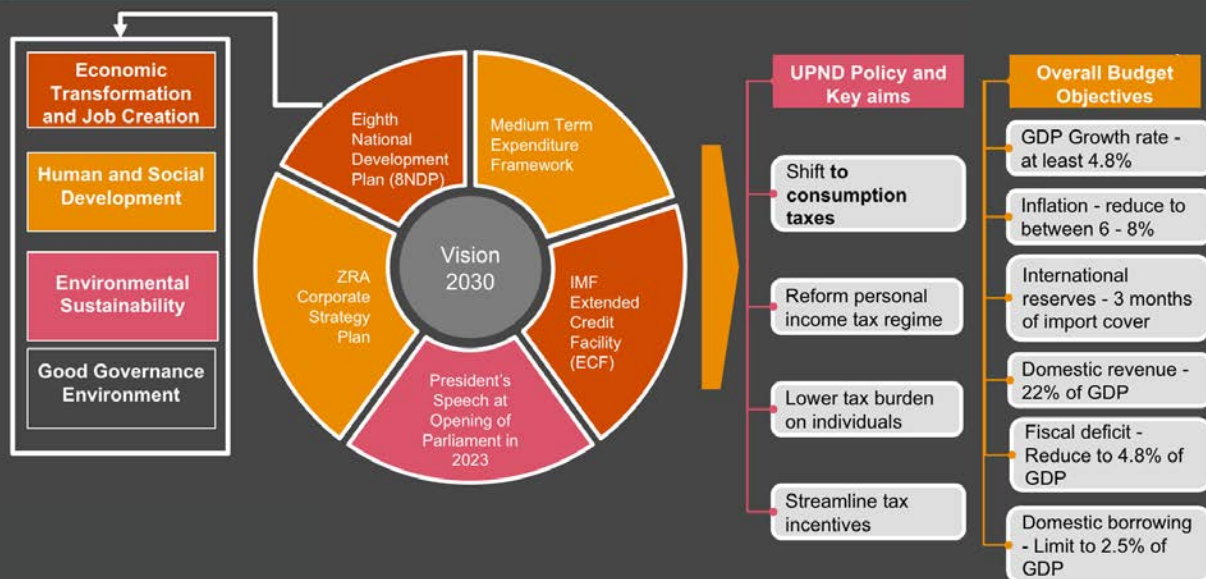 Economic
Transformation
and Job Creation
Human and Social
Development
Environmental
Sustainability
Good Governance
Environment
Eighth
National
Development
Plan (8NDP)
Medium Term
Expenditure
Framework
ZRA
Corporate
Strategy
Plan
Vision
2030
IMF
Extended
Credit
Facility
(ECF)
President's
Speech at
Opening of
Parliament in
2023
UPND Policy and
Key aims
Shift to
consumption
taxes
Reform personal
income tax regime
Lower tax burden
on individuals
Streamline tax
incentives
Overall Budget
Objectives
GDP Growth rate -
at least 4.8%
Inflation - reduce to
between 6 - 8%
International
reserves - 3 months
of import cover
Domestic revenue -
22% of GDP
Fiscal deficit -
Reduce to 4.8% of
GDP
Domestic borrowing
- Limit to 2.5% of
GDP